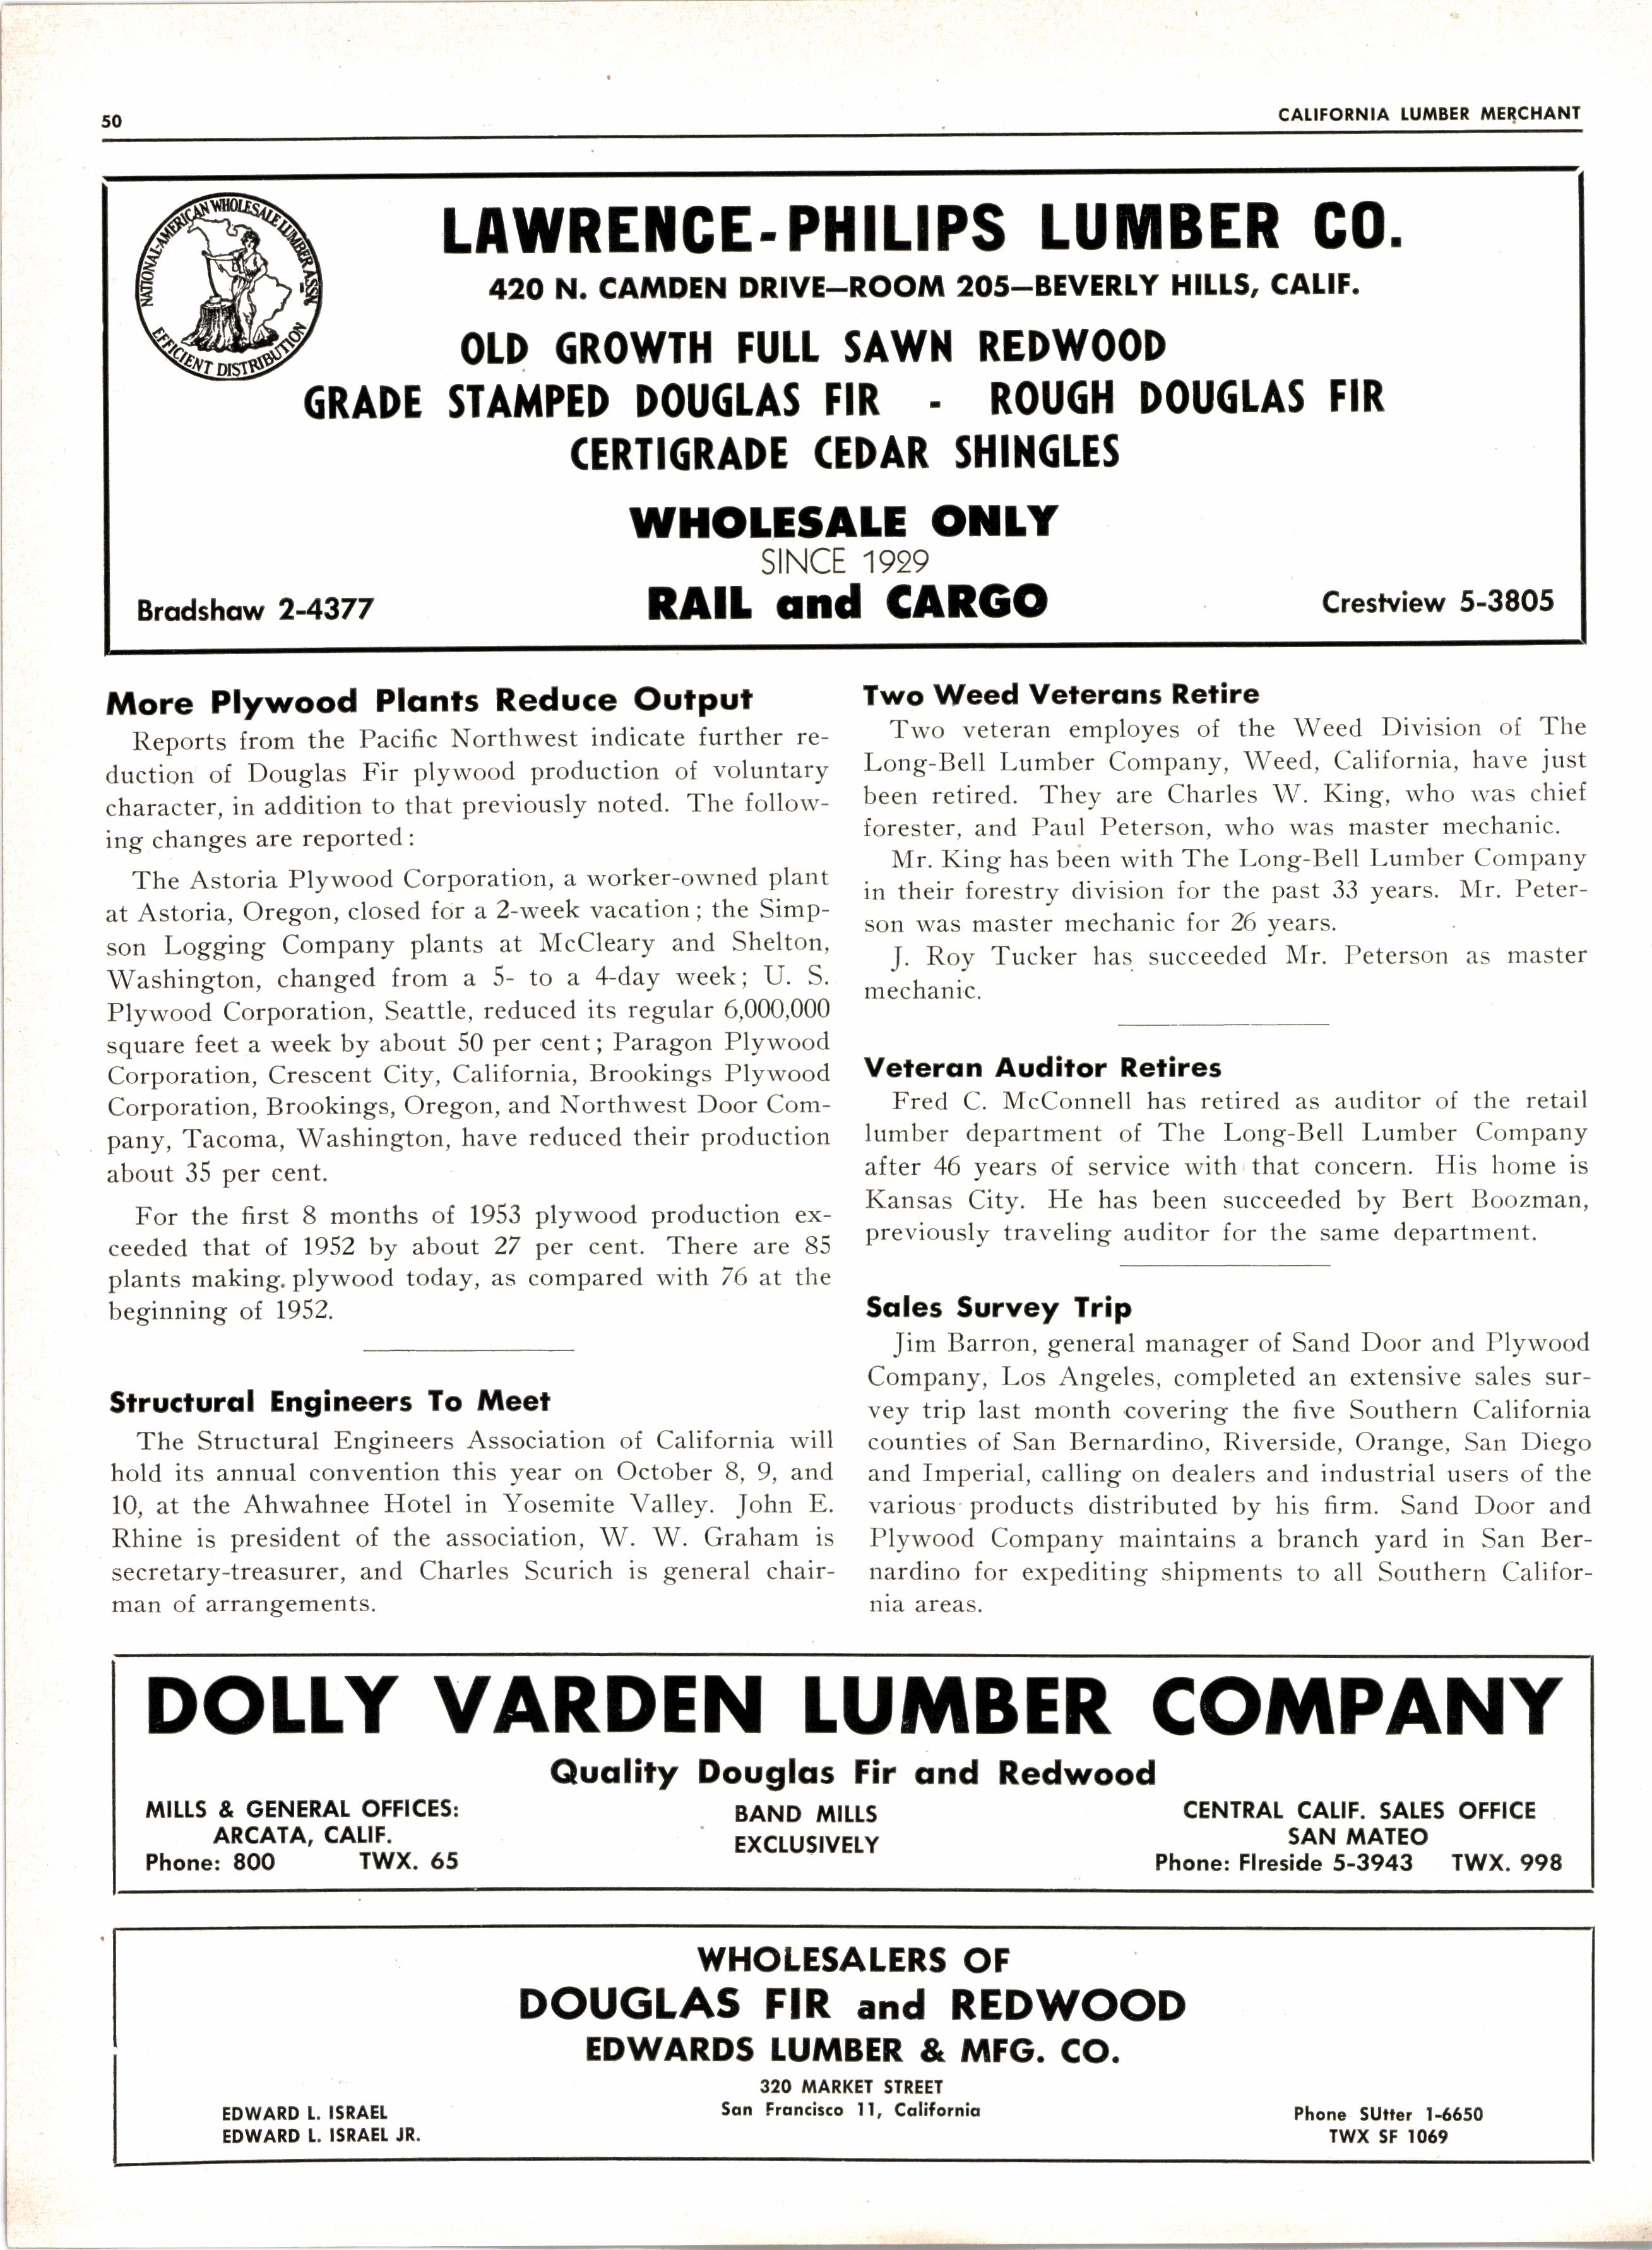 50
CALIFORNIA LUMBER MERCHANT
NATIONAL-AMERICAN WHOLESALE LUMBER ASSN.
EFFICIENT DISTRIBUTION
LAWRENCE-PHILIPS LUMBER CO.
420 N. CAMDEN DRIVE—ROOM 205—BEVERLY HILLS, CALIF.
OLD GROWTH FULL SAWN REDWOOD
GRADE STAMPED DOUGLAS FIR - ROUGH DOUGLAS FIR
CERTIGRADE CEDAR SHINGLES
WHOLESALE ONLY
SINCE 1929
Bradshaw 2-4377
RAIL and CARGO
Crestview 5-3805
More Plywood Plants Reduce Output
Reports from the Pacific Northwest indicate further re-
duction of Douglas Fir plywood production of voluntary
character, in addition to that previously noted. The follow-
ing changes are reported:
The Astoria Plywood Corporation, a worker-owned plant
at Astoria, Oregon, closed for a 2-week vacation; the Simp-
son Logging Company plants at McCleary and Shelton,
Washington, changed from a 5- to a 4-day week; U. S.
Plywood Corporation, Seattle, reduced its regular 6,000,000
square feet a week by about 50 per cent; Paragon Plywood
Corporation, Crescent City, California, Brookings Plywood
Corporation, Brookings, Oregon, and Northwest Door Com-
pany, Tacoma, Washington, have reduced their production
about 35 per cent.
For the first 8 months of 1953 plywood production ex-
ceeded that of 1952 by about 27 per cent. There are 85
plants making. plywood today, as compared with 76 at the
beginning of 1952.
Structural Engineers To Meet
The Structural Engineers Association of California will
hold its annual convention this year on October 8, 9, and
10, at the Ahwahnee Hotel in Yosemite Valley. John E.
Rhine is president of the association, W. W. Graham is
secretary-treasurer, and Charles Scurich is general chair-
man of arrangements.
Two Weed Veterans Retire
Two veteran employes of the Weed Division of The
Long-Bell Lumber Company, Weed, California, have just
been retired. They are Charles W. King, who was chief
forester, and Paul Peterson, who was master mechanic.
Mr. King has been with The Long-Bell Lumber Company
in their forestry division for the past 33 years. Mr. Peter-
son was master mechanic for 26 years.
J. Roy Tucker has succeeded Mr. Peterson as master
mechanic.
Veteran Auditor Retires
Fred C. McConnell has retired as auditor of the retail
lumber department of The Long-Bell Lumber Company
after 46 years of service with that concern. His home is
Kansas City. He has been succeeded by Bert Boozman,
previously traveling auditor for the same department.
Sales Survey Trip
Jim Barron, general manager of Sand Door and Plywood
Company, Los Angeles, completed an extensive sales sur-
vey trip last month covering the five Southern California
counties of San Bernardino, Riverside, Orange, San Diego
and Imperial, calling on dealers and industrial users of the
various products distributed by his firm. Sand Door and
Plywood Company maintains a branch yard in San Ber-
nardino for expediting shipments to all Southern Califor-
nia areas.
DOLLY VARDEN LUMBER COMPANY
Quality Douglas Fir and Redwood
MILLS & GENERAL OFFICES:
ARCATA, CALIF.
Phone: 800 TWX. 65
BAND MILLS
EXCLUSIVELY
CENTRAL CALIF. SALES OFFICE
SAN MATEO
Phone: FIreside 5-3943 TWX. 998
WHOLESALERS OF
DOUGLAS FIR and REDWOOD
EDWARDS LUMBER & MFG. CO.
320 MARKET STREET
San Francisco 11, California
EDWARD L. ISRAEL
EDWARD L. ISRAEL JR.
Phone SUtter 1-6650
TWX SF 1069